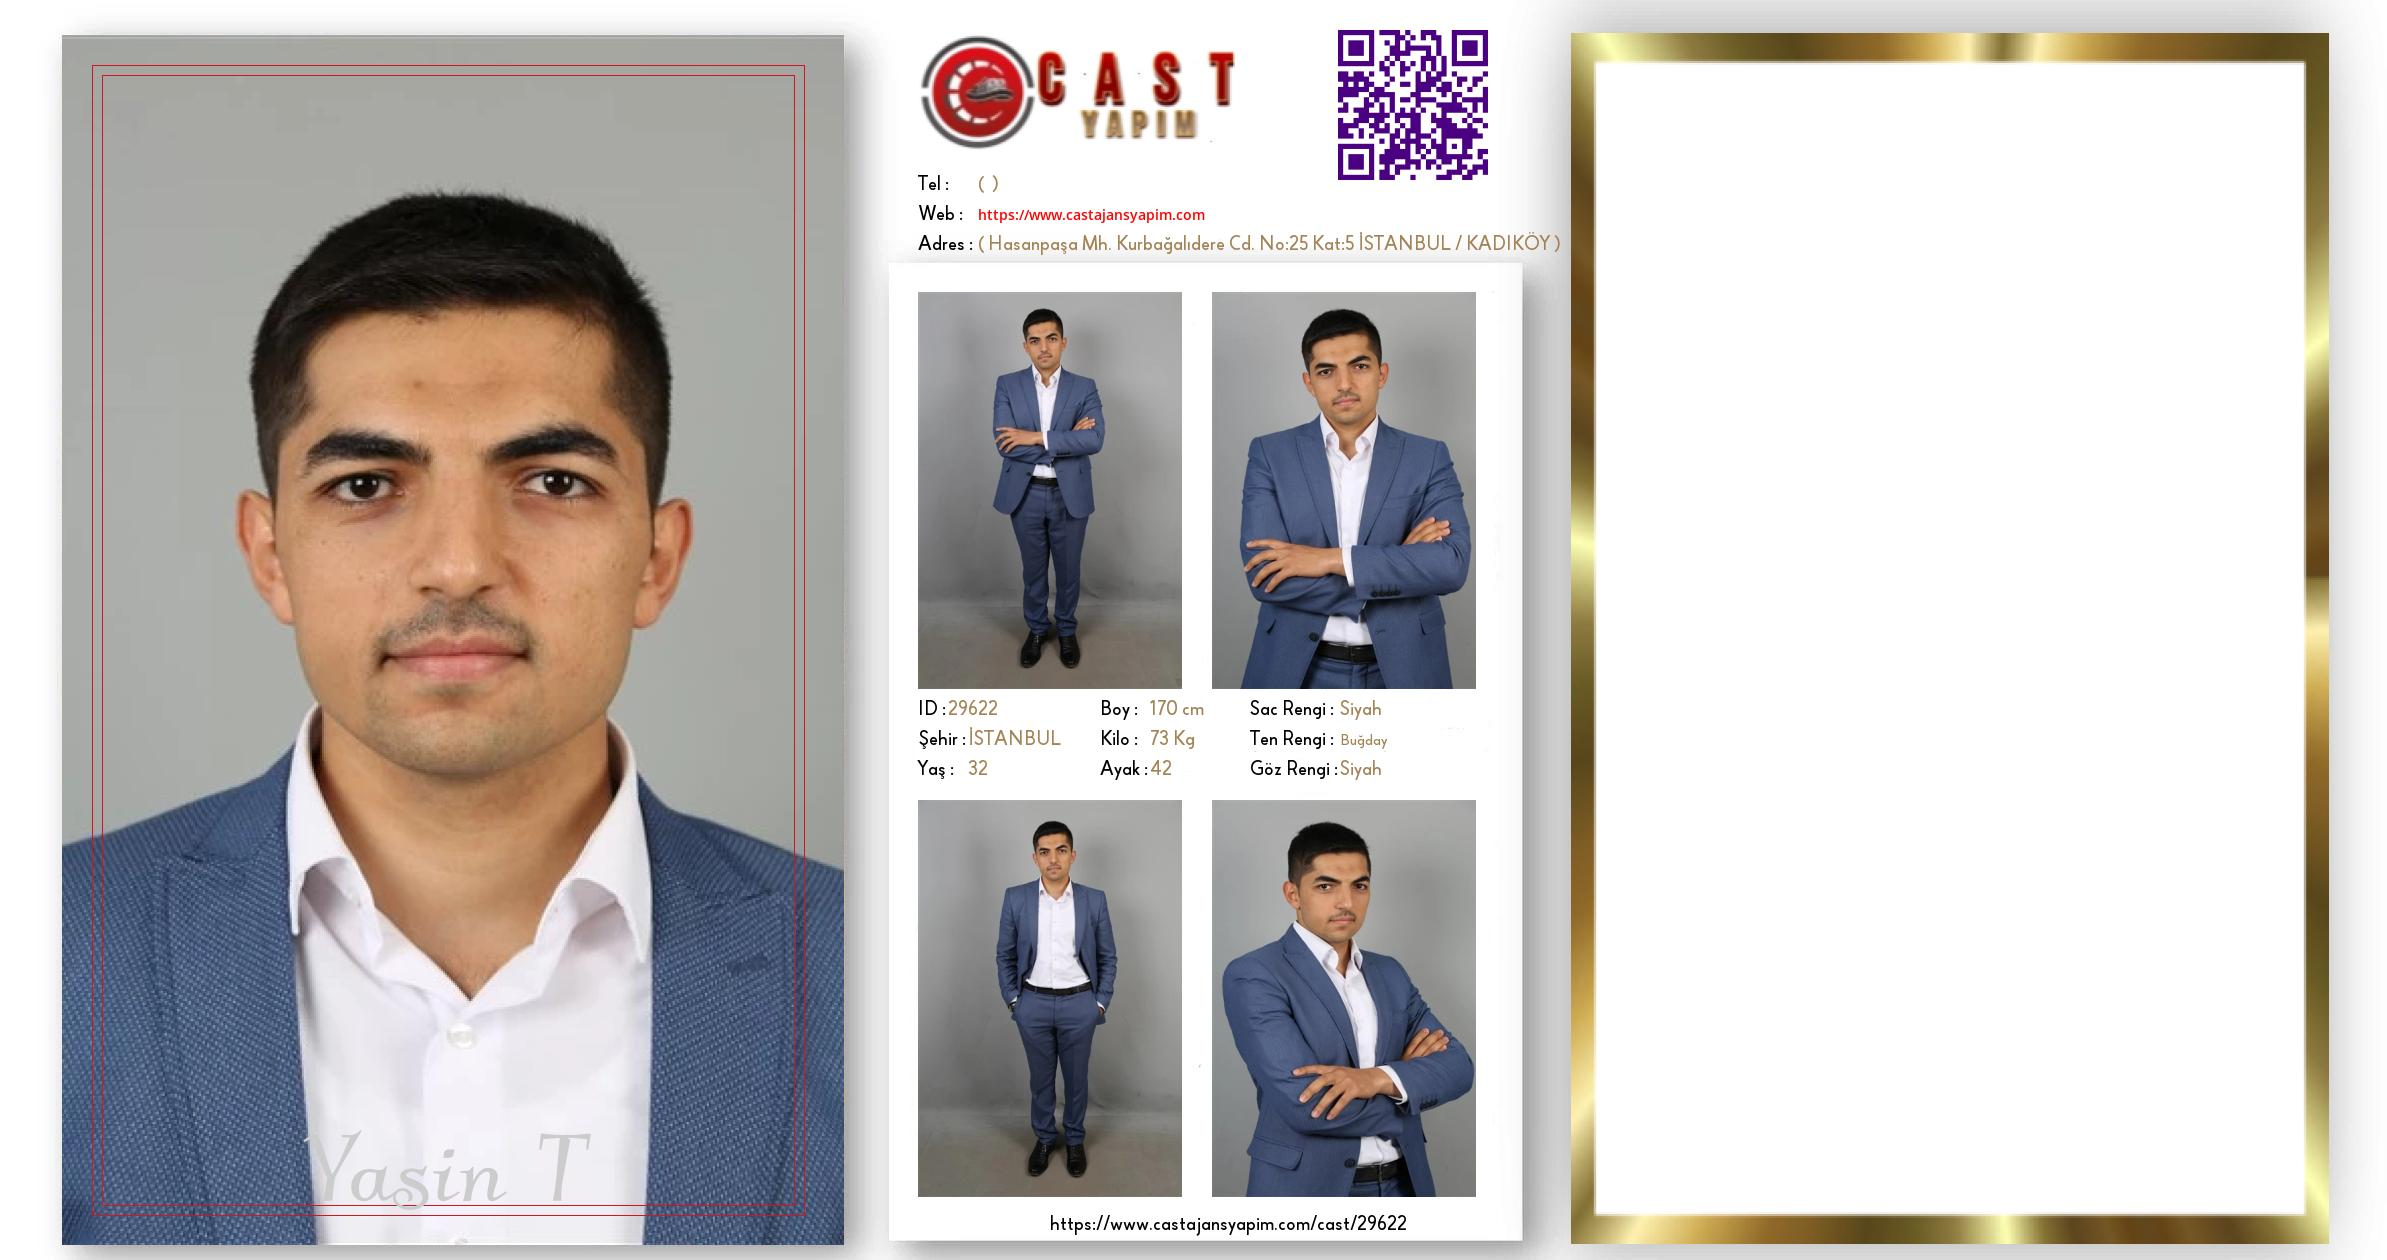 Yasin T
CAST
YAPIM
Tel : ( )
Web : https://www.castajansyapim.com
Adres : ( Hasanpaşa Mh. Kurbağalıdere Cd. No:25 Kat:5 İSTANBUL / KADIKÖY )
ID : 29622 Boy : 170 cm Sac Rengi : Siyah
Şehir : İSTANBUL Kilo : 73 Kg Ten Rengi : Buğday
Yaş : 32 Ayak : 42 Göz Rengi : Siyah
https://www.castajansyapim.com/cast/29622